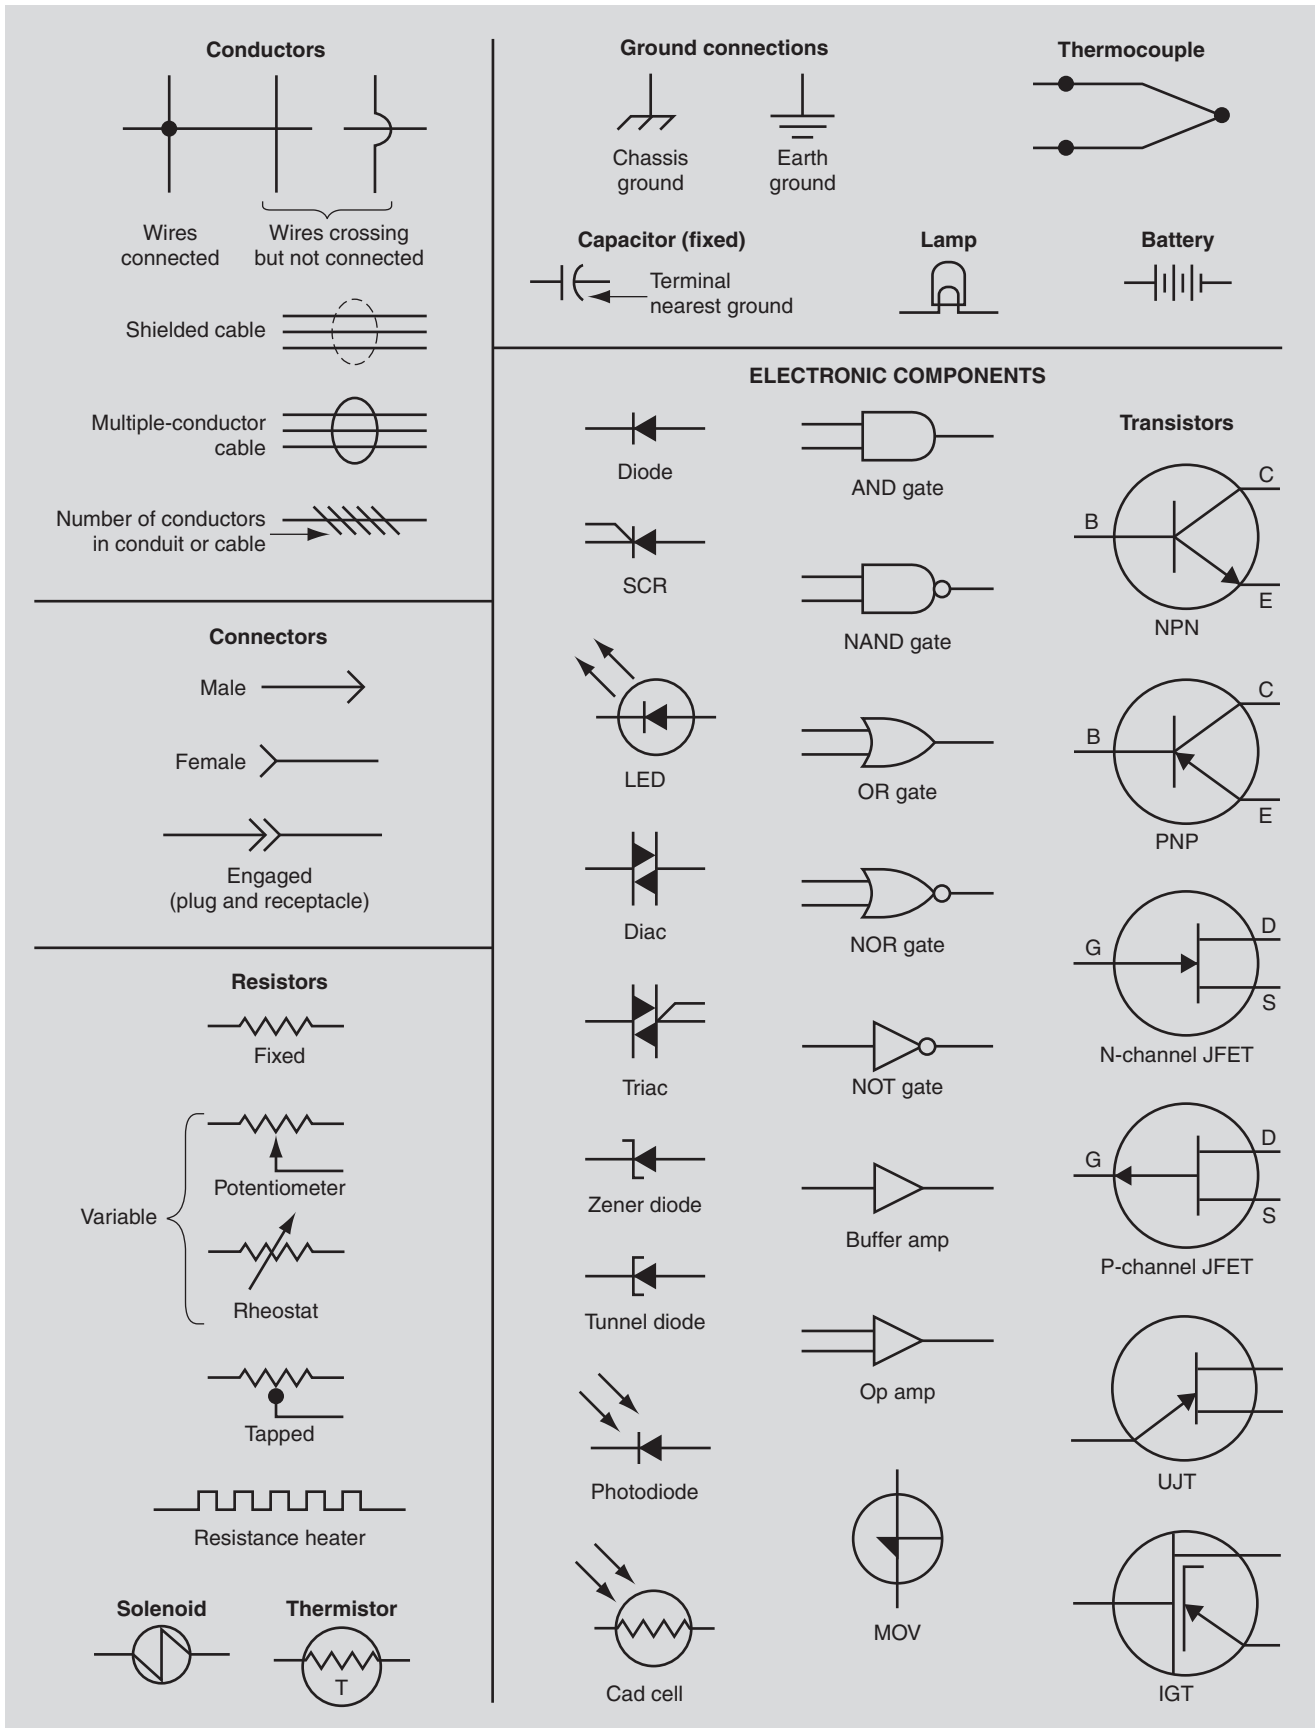 Conductors
Wires
connected
Wires crossing
but not connected
Shielded cable
Multiple-conductor
cable
Number of conductors
in conduit or cable
Connectors
Male
Female
Engaged
(plug and receptacle)
Resistors
Fixed
Variable
Potentiometer
Rheostat
Tapped
Resistance heater
Solenoid
Thermistor
T
Ground connections
Chassis
ground
Earth
ground
Thermocouple
Capacitor (fixed)
Terminal
nearest ground
Lamp
Battery
ELECTRONIC COMPONENTS
Diode
SCR
LED
Diac
Triac
Zener diode
Tunnel diode
Photodiode
Cad cell
AND gate
NAND gate
OR gate
NOR gate
NOT gate
Buffer amp
Op amp
MOV
Transistors
C
B
E
NPN
C
B
E
PNP
D
G
S
N-channel JFET
D
G
S
P-channel JFET
UJT
IGT